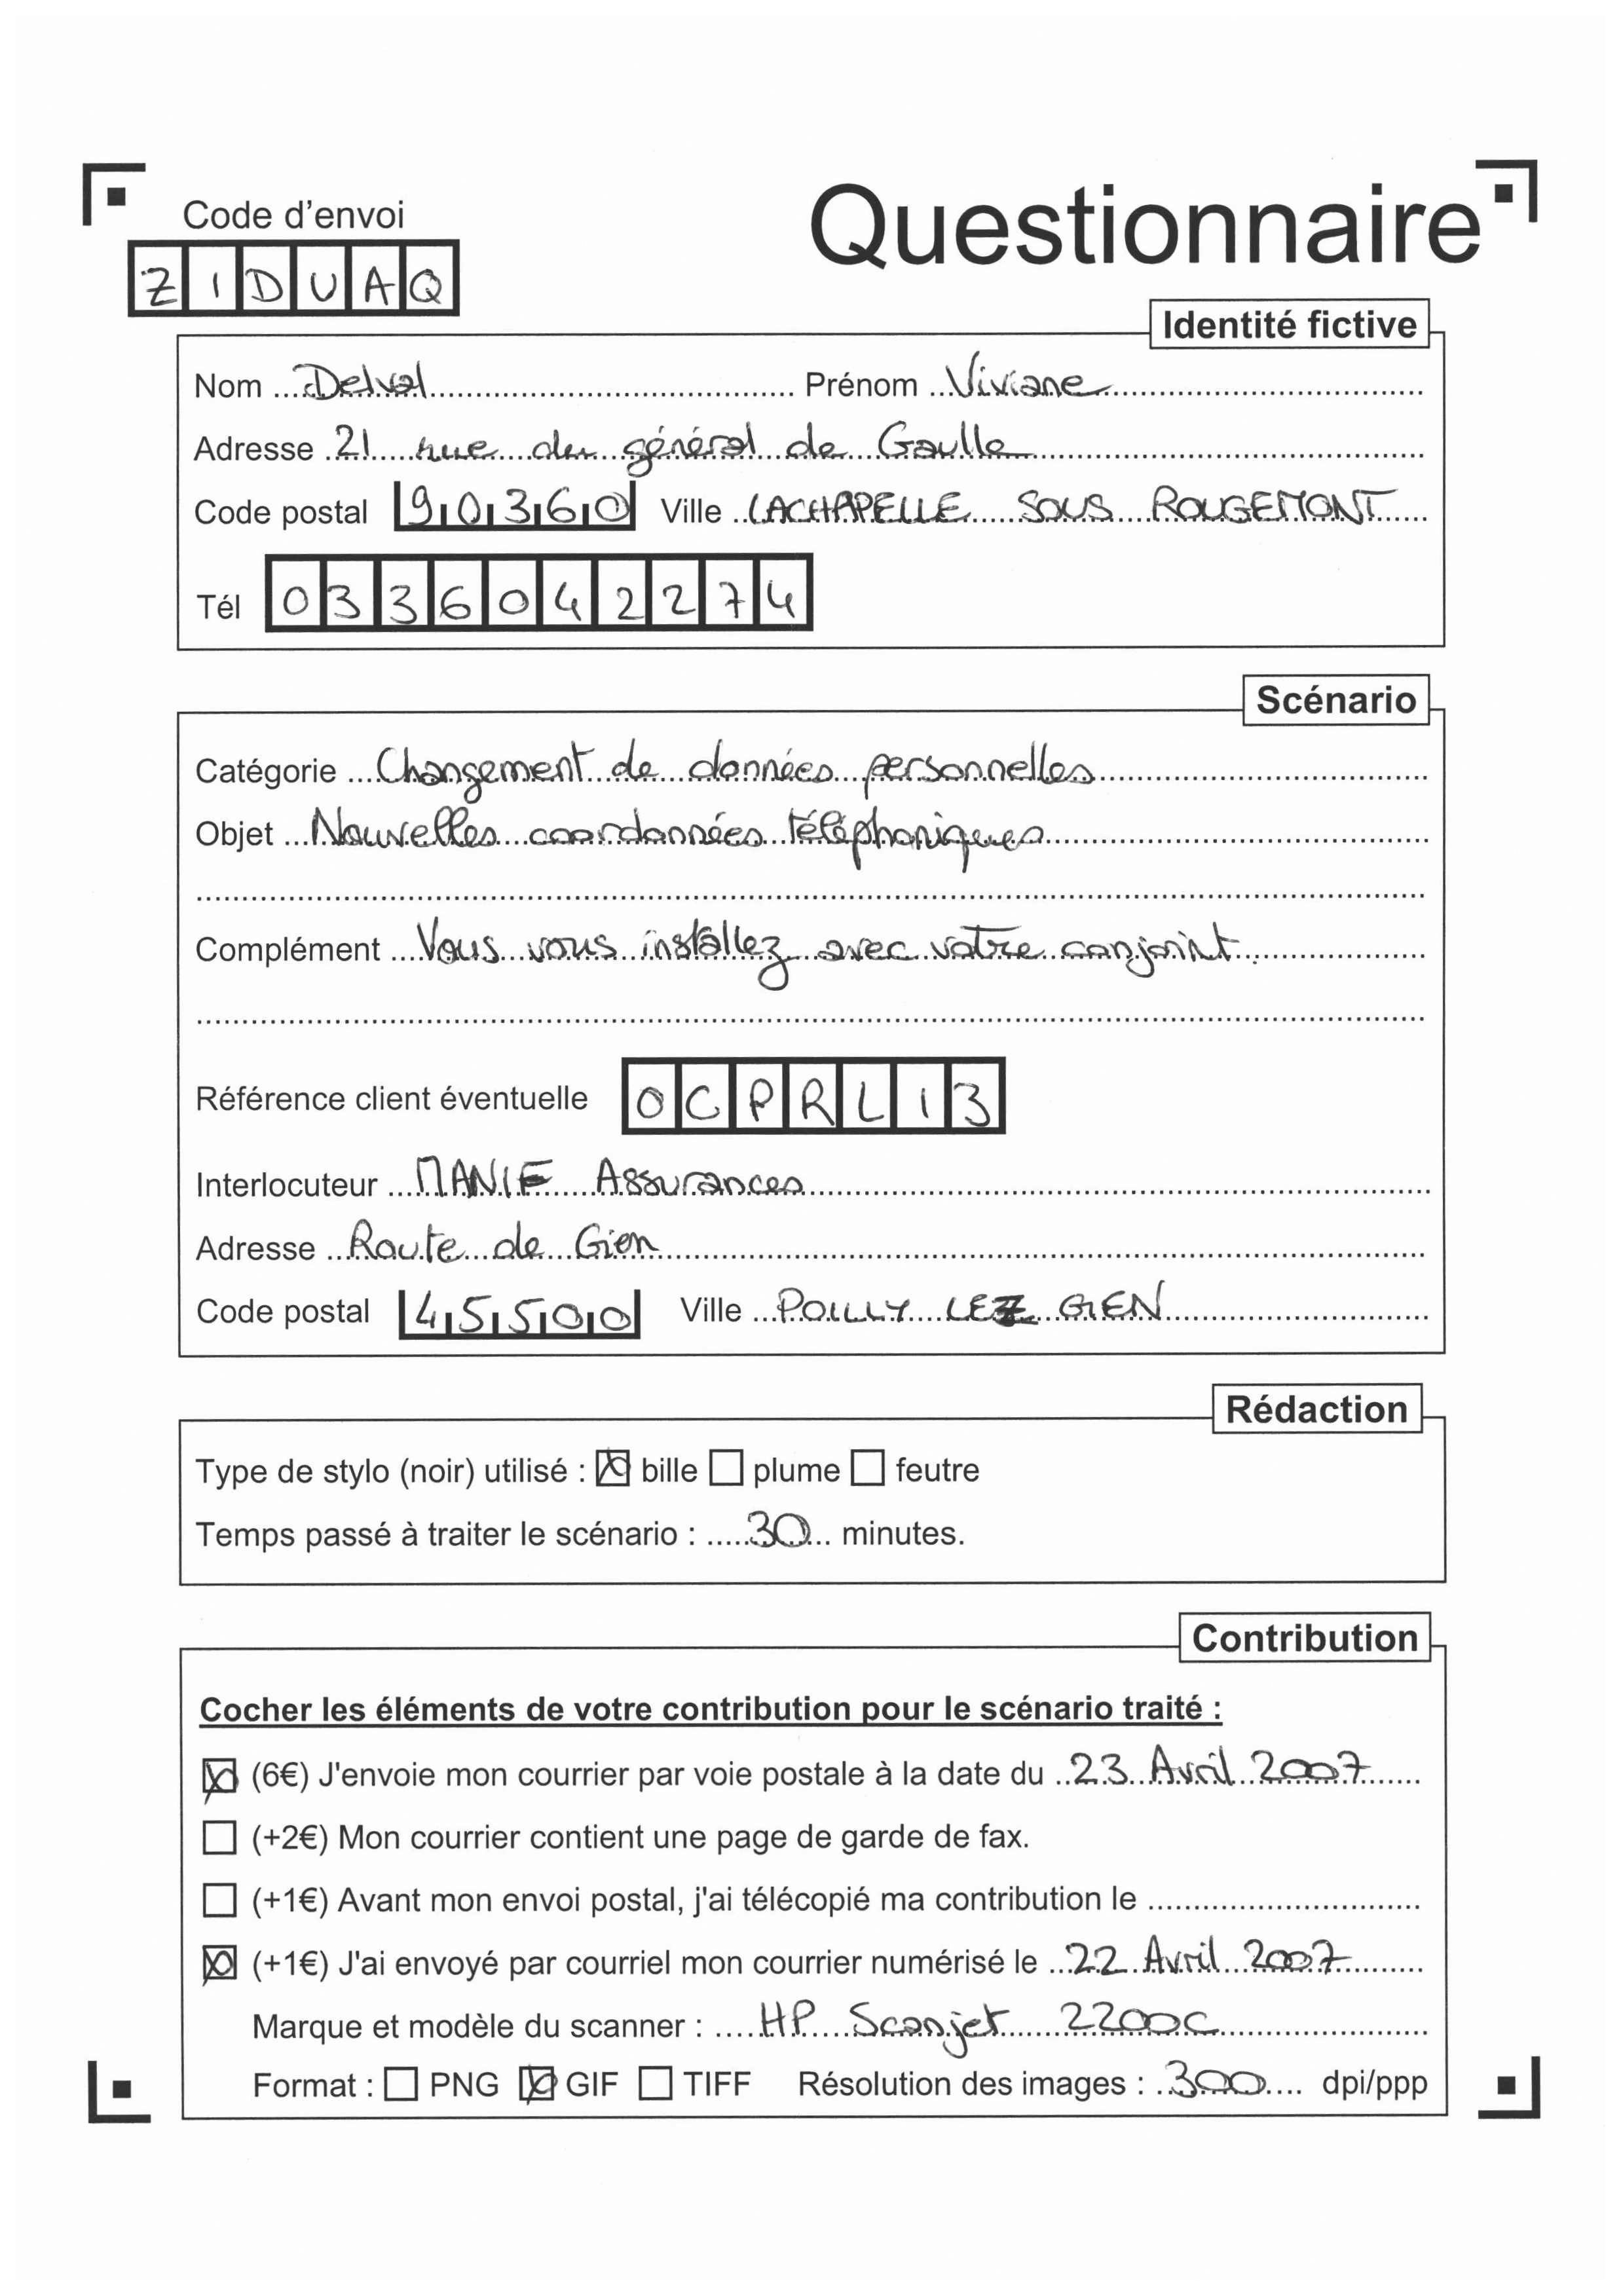 Code d'envoi
Questionnaire
ZIDUAQ
Identité fictive
Nom Delval Prénom Viviane
Adresse 21 rue du général de Gaulle
Code postal 90360 Ville LACHAPELLE SOUS ROUGEMONT
Tél 0336042274
Scénario
Catégorie Changement de données personnelles
Objet Nouvelles coordonnées téléphoniques
Complément Vous vous installez avec votre conjoint.
Référence client éventuelle OCPRL13
Interlocuteur MANIE Assurances
Adresse Route de Gien
Code postal 45500 Ville POILLY LEZ GIEN
Rédaction
Type de stylo (noir) utilisé : bille plume feutre
Temps passé à traiter le scénario : 30 minutes.
Contribution
Cocher les éléments de votre contribution pour le scénario traité :
(6€) J'envoie mon courrier par voie postale à la date du 23 Avril 2007
(+2€) Mon courrier contient une page de garde de fax.
(+1€) Avant mon envoi postal, j'ai télécopié ma contribution le
(+1€) J'ai envoyé par courriel mon courrier numérisé le 22 Avril 2007
Marque et modèle du scanner : HP Scanjet 2200C
Format : PNG GIF TIFF Résolution des images : 300 dpi/ppp